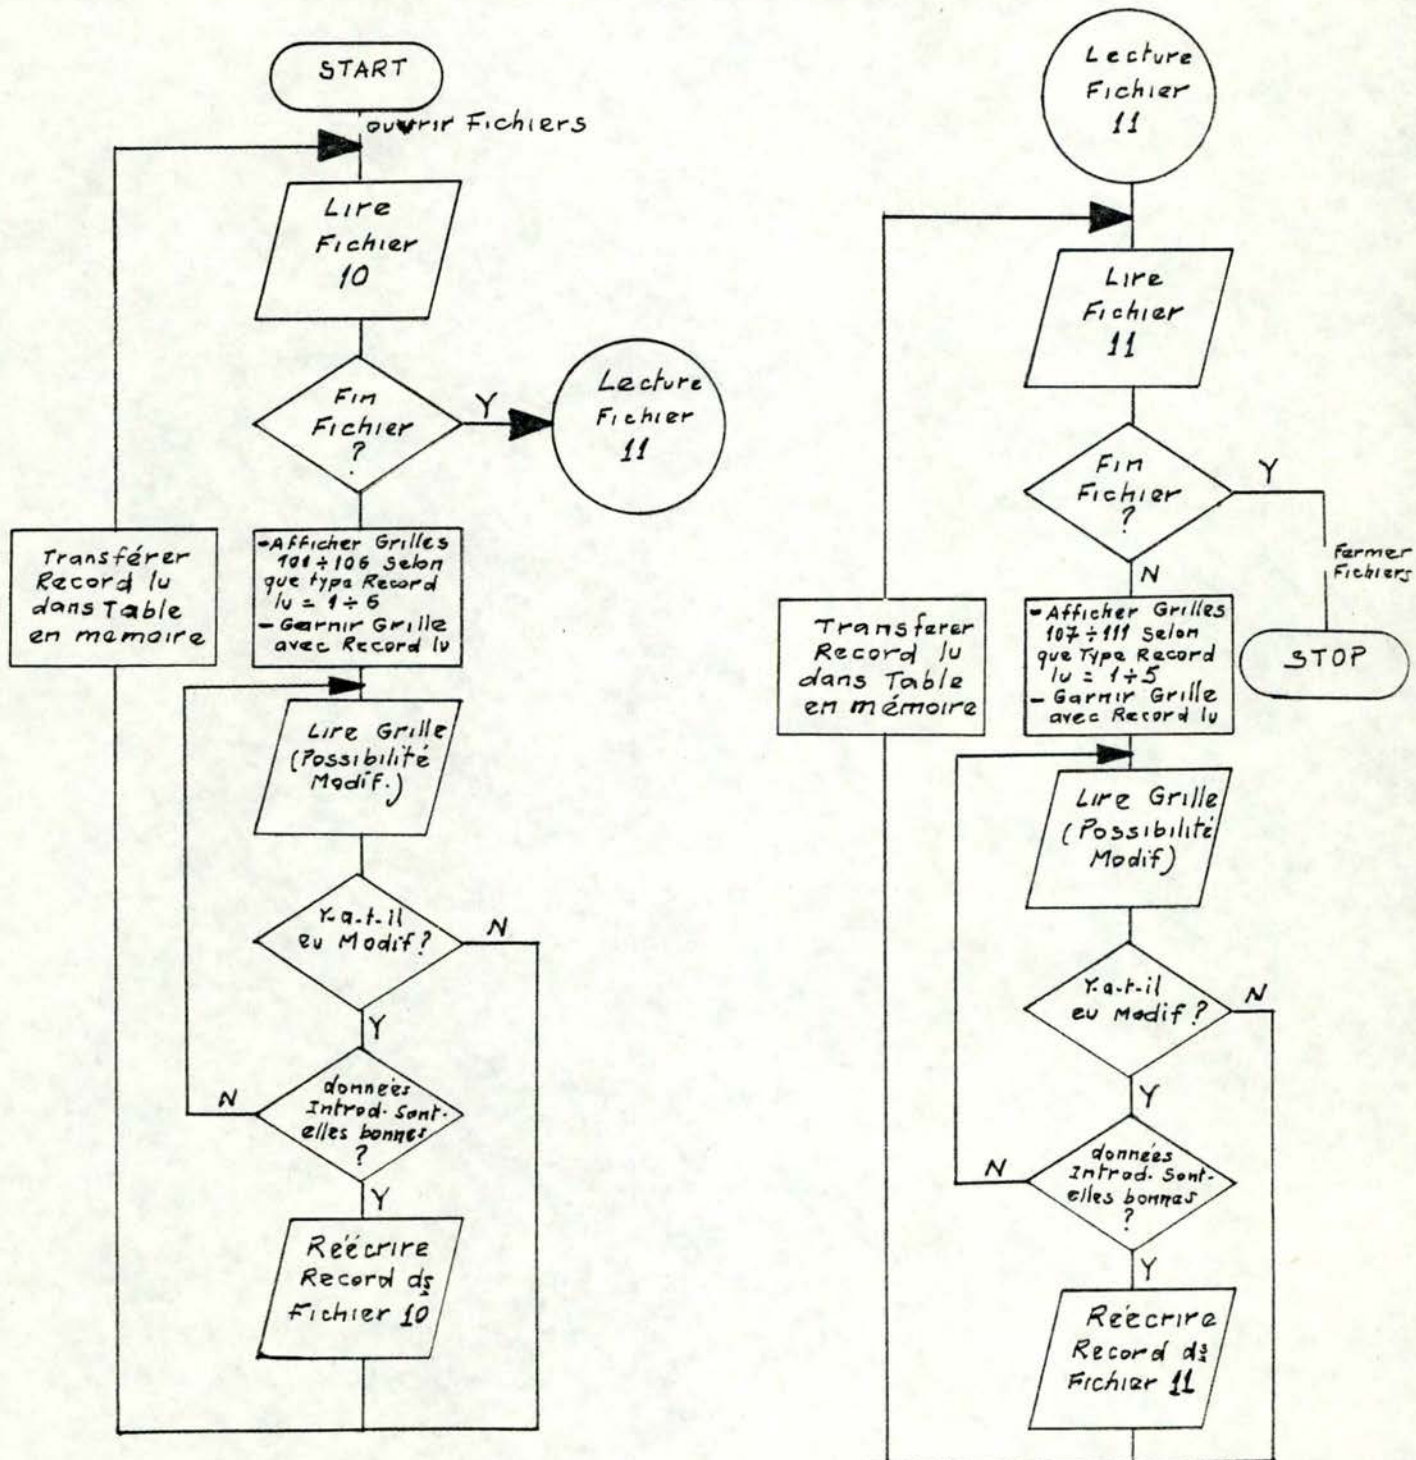 START
ouvrir Fichiers
Lire
Fichier
10
Fin
Fichier
?
Y
Lecture
Fichier
11
Transférer
Record lu
dans Table
en memoire
-Afficher Grilles
101÷106 Selon
que type Record
lu = 1÷6
- Garnir Grille
avec Record lu
Lire Grille
(Possibilité
Modif.)
Y-a-t-il
eu Modif?
N
Y
données
Introd. Sont-
elles bonnes
?
N
Y
Réécrire
Record ds
Fichier 10
Lecture
Fichier
11
Lire
Fichier
11
Fin
Fichier
?
Y
N
Fermer
Fichiers
STOP
Transferer
Record lu
dans Table
en mémoire
- Afficher Grilles
107÷111 Selon
que Type Record
lu = 1÷5
- Garnir Grille
avec Record lu
Lire Grille
(Possibilité
Modif)
Y-a-t-il
eu Modif?
N
Y
données
Introd. Sont-
elles bonnes
?
N
Y
Réécrire
Record ds
Fichier 11